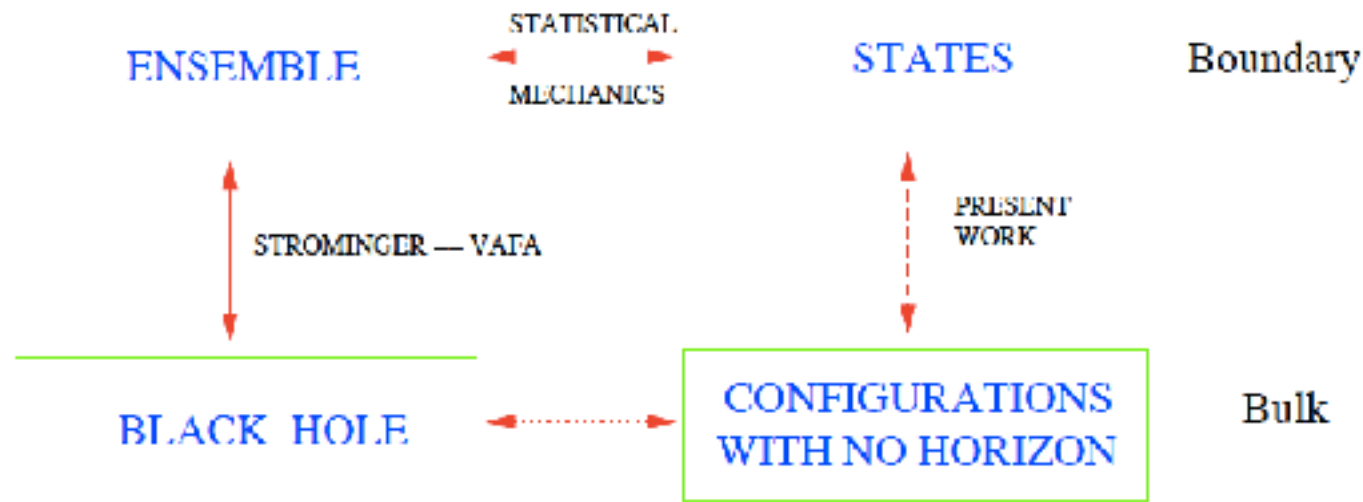 STATISTICAL
ENSEMBLE
STATES
Boundary
MECHANICS
PRESENT
WORK
STROMINGER — VAFA
CONFIGURATIONS
WITH NO HORIZON
BLACK HOLE
Bulk